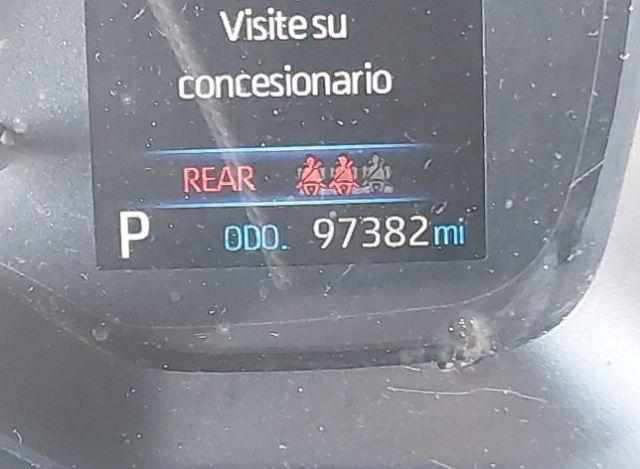 Visite su
concesionario
REAR
P ODO. 97382 mi